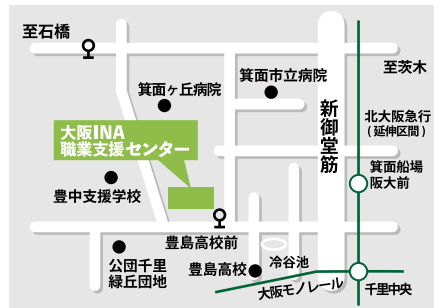 至石橋
至茨木
箕面ヶ丘病院
箕面市立病院
新御堂筋
北大阪急行
(延伸区間)
大阪INA
職業支援センター
箕面船場
阪大前
豊中支援学校
豊島高校前
公団千里
緑丘団地
豊島高校
冷谷池
大阪モノレール
千里中央